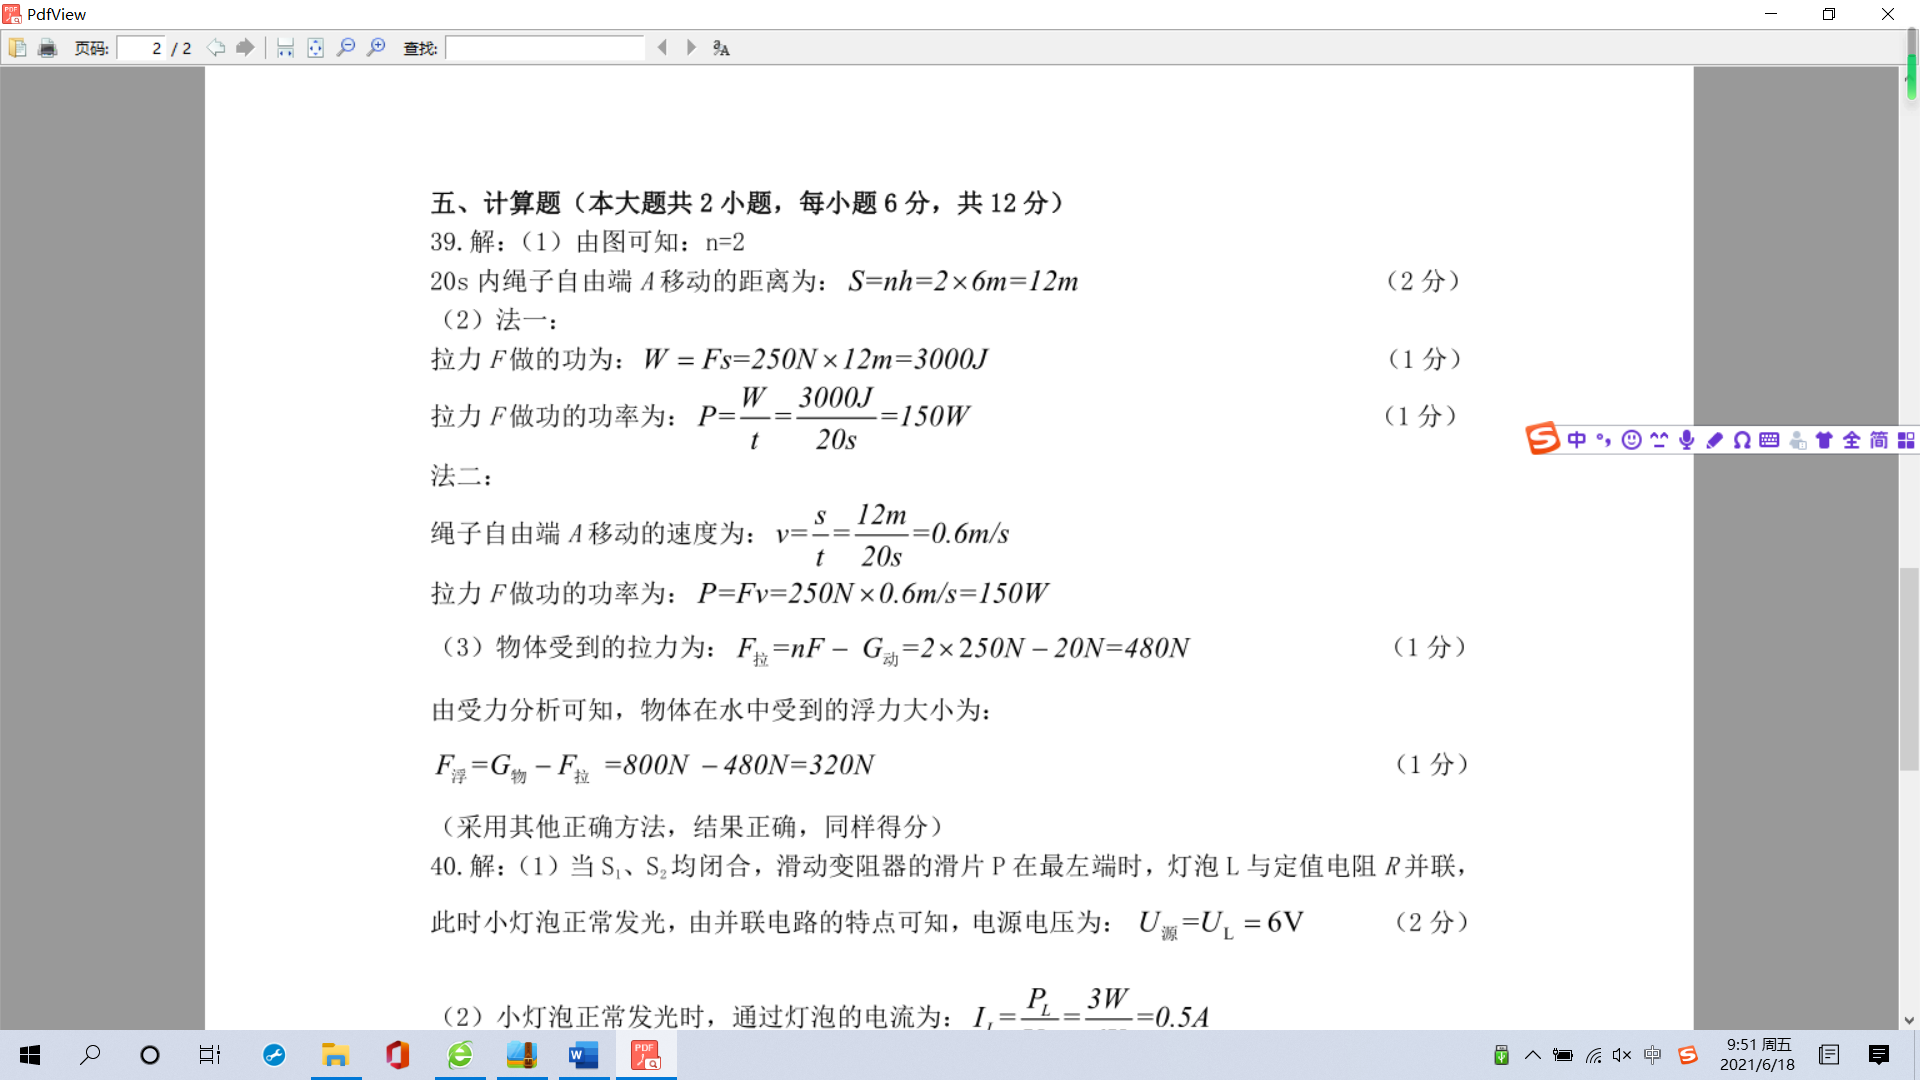 PdfView
页码: 2 / 2 查找:
五、计算题（本大题共 2 小题，每小题 6 分，共 12 分）
39.解：（1）由图可知：n=2
20s 内绳子自由端 A 移动的距离为：S=nh=2×6m=12m （2 分）
（2）法一：
拉力 F 做的功为：W = Fs=250N×12m=3000J （1 分）
拉力 F 做功的功率为：P=W/t=3000J/20s=150W （1 分）
中 全 简
法二：
绳子自由端 A 移动的速度为：v=s/t=12m/20s=0.6m/s
拉力 F 做功的功率为：P=Fv=250N×0.6m/s=150W
（3）物体受到的拉力为：F拉=nF－ G动=2×250N－20N=480N （1 分）
由受力分析可知，物体在水中受到的浮力大小为：
F浮=G物－F拉 =800N －480N=320N （1 分）
（采用其他正确方法，结果正确，同样得分）
40.解：（1）当 S₁、S₂均闭合，滑动变阻器的滑片 P 在最左端时，灯泡 L 与定值电阻 R 并联，
此时小灯泡正常发光，由并联电路的特点可知，电源电压为：U源=UL = 6V （2 分）
（2）小灯泡正常发光时，通过灯泡的电流为：IL=PL/ =3W/ =0.5A
中
9:51 周五
2021/6/18